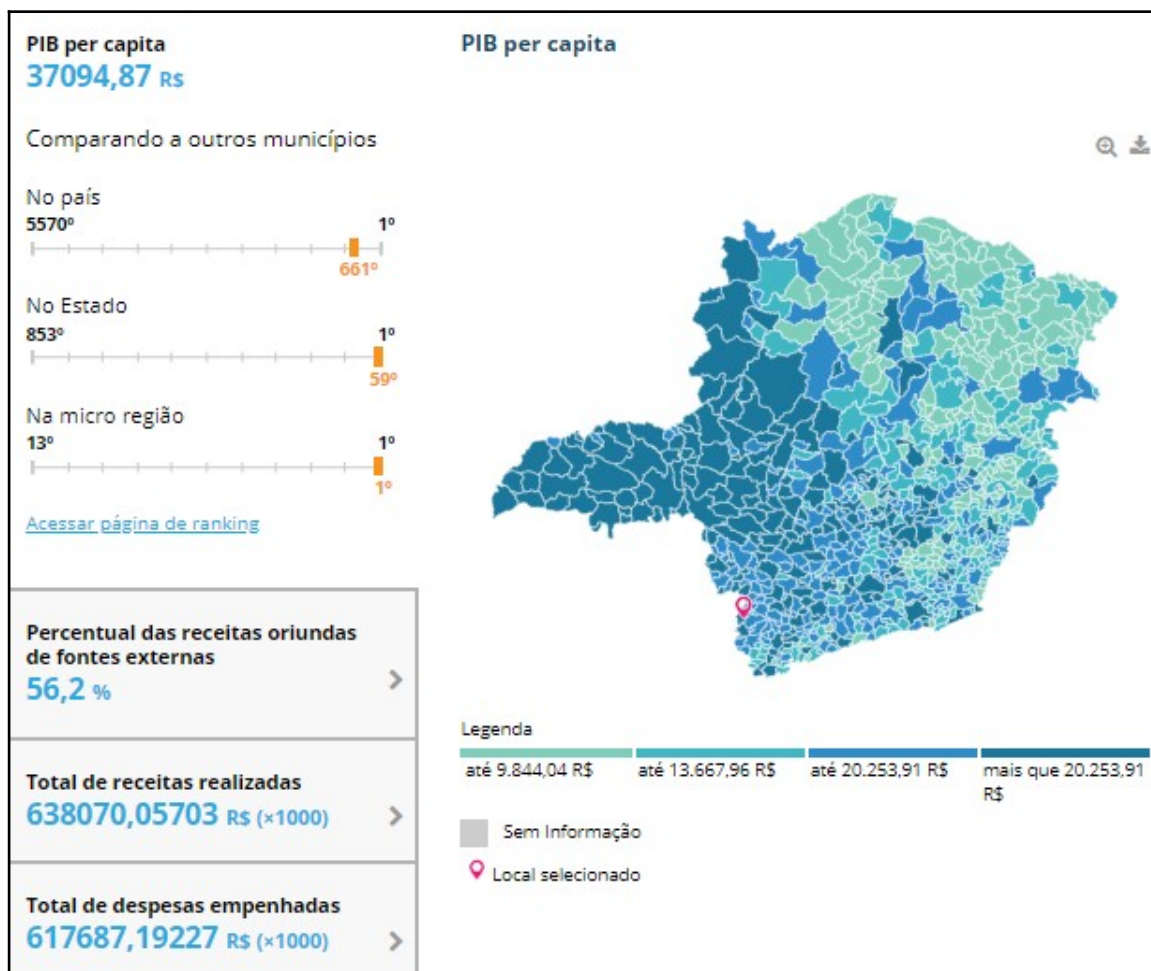 PIB per capita
37094,87 R$
Comparando a outros municípios
No país
5570º 1º
661º
No Estado
853º 1º
59º
Na micro região
13º 1º
1º
Acessar página de ranking
Percentual das receitas oriundas
de fontes externas
56,2 %
Total de receitas realizadas
638070,05703 R$ (×1000)
Total de despesas empenhadas
617687,19227 R$ (×1000)
PIB per capita
Legenda
até 9.844,04 R$ até 13.667,96 R$ até 20.253,91 R$ mais que 20.253,91
R$
Sem Informação
Local selecionado